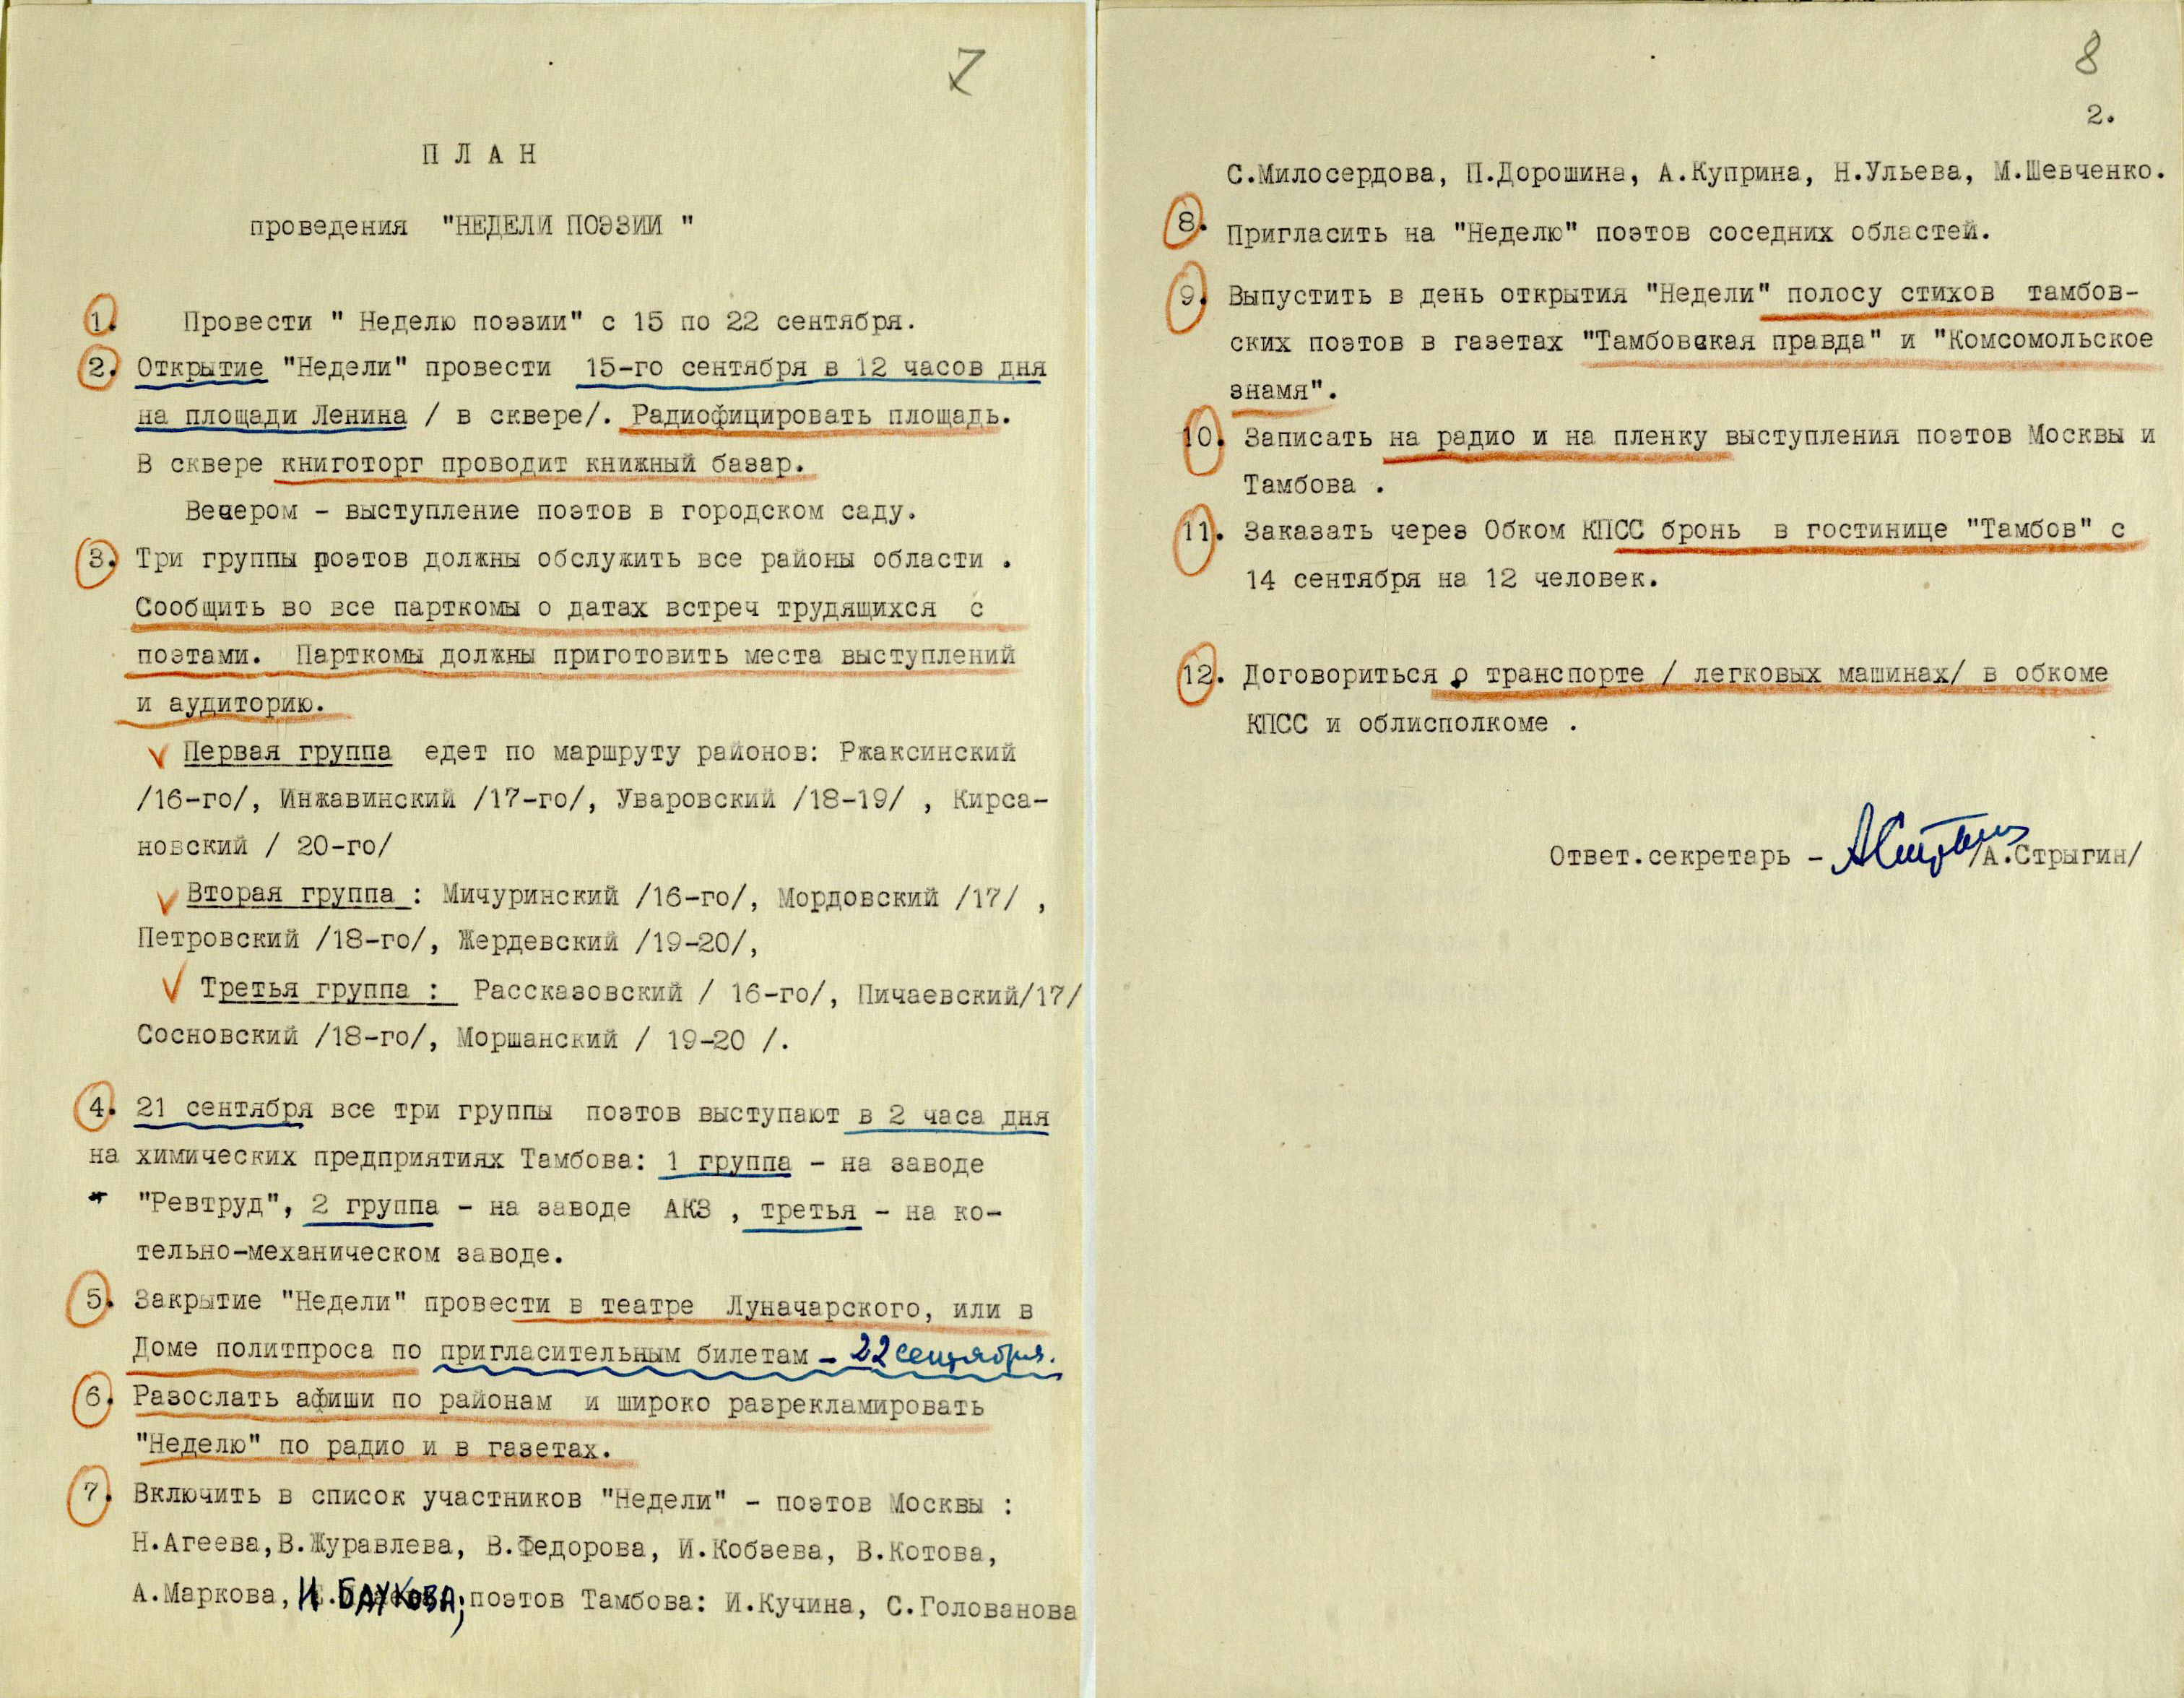 7
П Л А Н
проведения "НЕДЕЛИ ПОЭЗИИ "
1. Провести " Неделю поэзии" с 15 по 22 сентября.
2. Открытие "Недели" провести 15-го сентября в 12 часов дня
на площади Ленина / в сквере/. Радиофицировать площадь.
В сквере книготорг проводит книжный базар.
Вечером - выступление поэтов в городском саду.
3. Три группы поэтов должны обслужить все районы области .
Сообщить во все парткомы о датах встреч трудящихся с
поэтами. Парткомы должны приготовить места выступлений
и аудиторию.
Первая группа едет по маршруту районов: Ржаксинский
/16-го/, Инжавинский /17-го/, Уваровский /18-19/ , Кирса-
новский / 20-го/
Вторая группа : Мичуринский /16-го/, Мордовский /17/ ,
Петровский /18-го/, Жердевский /19-20/,
Третья группа : Рассказовский / 16-го/, Пичаевский/17/
Сосновский /18-го/, Моршанский / 19-20 /.
4. 21 сентября все три группы поэтов выступают в 2 часа дня
на химических предприятиях Тамбова: 1 группа - на заводе
"Ревтруд", 2 группа - на заводе АКЗ , третья - на ко-
тельно-механическом заводе.
5. Закрытие "Недели" провести в театре Луначарского, или в
Доме политпроса по пригласительным билетам - 22 сентября.
6. Разослать афиши по районам и широко разрекламировать
"Неделю" по радио и в газетах.
7. Включить в список участников "Недели" - поэтов Москвы :
Н.Агеева,В.Журавлева, В.Федорова, И.Кобзева, В.Котова,
А.Маркова, И БАУКОВА; поэтов Тамбова: И.Кучина, С.Голованова
8
2.
С.Милосердова, П.Дорошина, А.Куприна, Н.Ульева, М.Шевченко.
8. Пригласить на "Неделю" поэтов соседних областей.
9. Выпустить в день открытия "Недели" полосу стихов тамбов-
ских поэтов в газетах "Тамбовская правда" и "Комсомольское
знамя".
10. Записать на радио и на пленку выступления поэтов Москвы и
Тамбова .
11. Заказать через Обком КПСС бронь в гостинице "Тамбов" с
14 сентября на 12 человек.
12. Договориться о транспорте / легковых машинах/ в обкоме
КПСС и облисполкоме .
Ответ.секретарь - /А.Стрыгин/